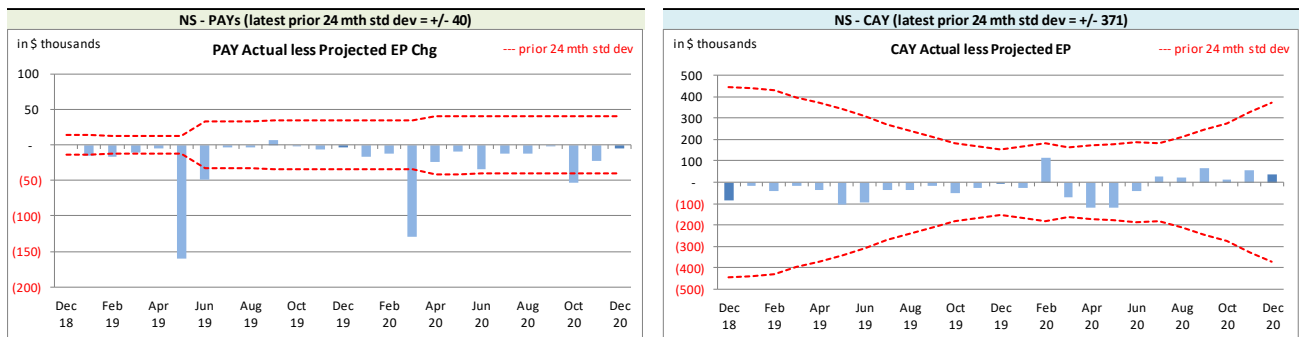 NS - PAYs (latest prior 24 mth std dev = +/- 40)
in $ thousands
PAY Actual less Projected EP Chg
--- prior 24 mth std dev
100
50
-
(50)
(100)
(150)
(200)
Dec Feb Apr Jun Aug Oct Dec Feb Apr Jun Aug Oct Dec
18 19 19 19 19 19 19 20 20 20 20 20 20
NS - CAY (latest prior 24 mth std dev = +/- 371)
in $ thousands
CAY Actual less Projected EP
--- prior 24 mth std dev
500
400
300
200
100
-
(100)
(200)
(300)
(400)
(500)
Dec Feb Apr Jun Aug Oct Dec Feb Apr Jun Aug Oct Dec
18 19 19 19 19 19 19 20 20 20 20 20 20